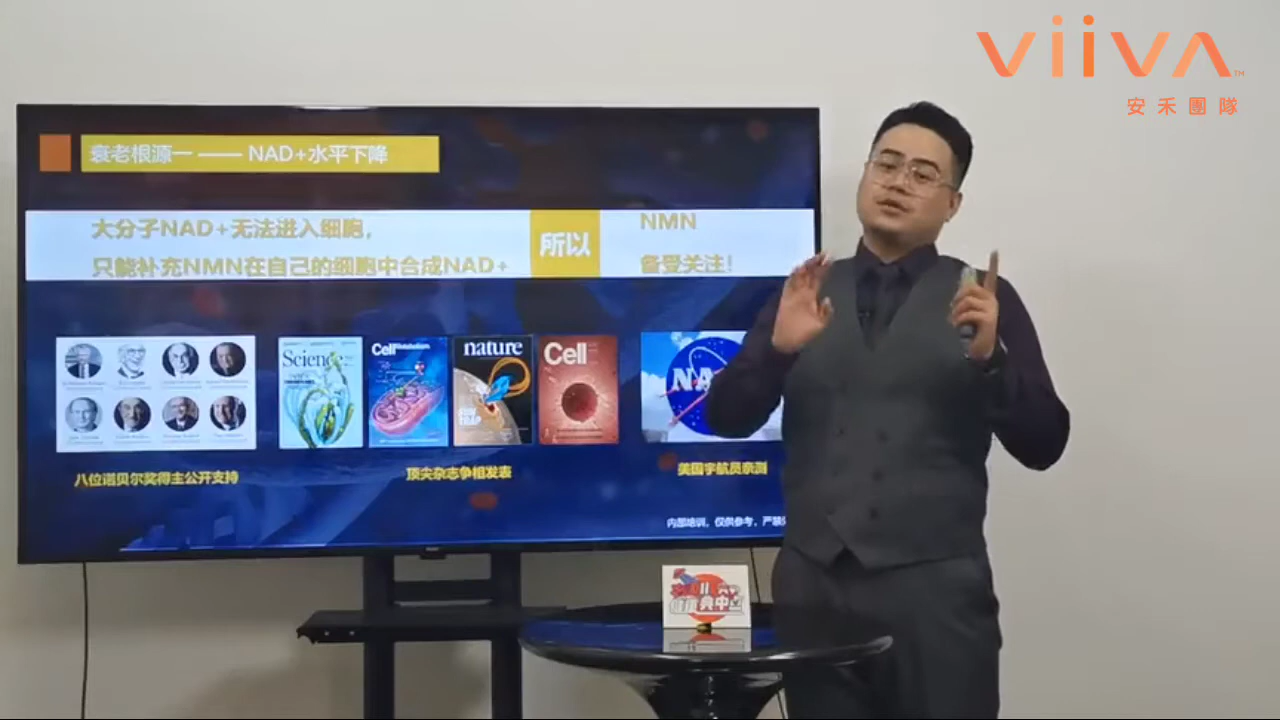 viivA™
安禾團隊
衰老根源一 —— NAD+水平下降
大分子NAD+无法进入细胞，
只能补充NMN在自己的细胞中合成NAD+
所以
NMN
备受关注！
Science
Cell Metabolism
nature
Cell
八位诺贝尔奖得主公开支持
顶尖杂志争相发表
美国宇航员亲测
内部培训，仅供参考，严禁